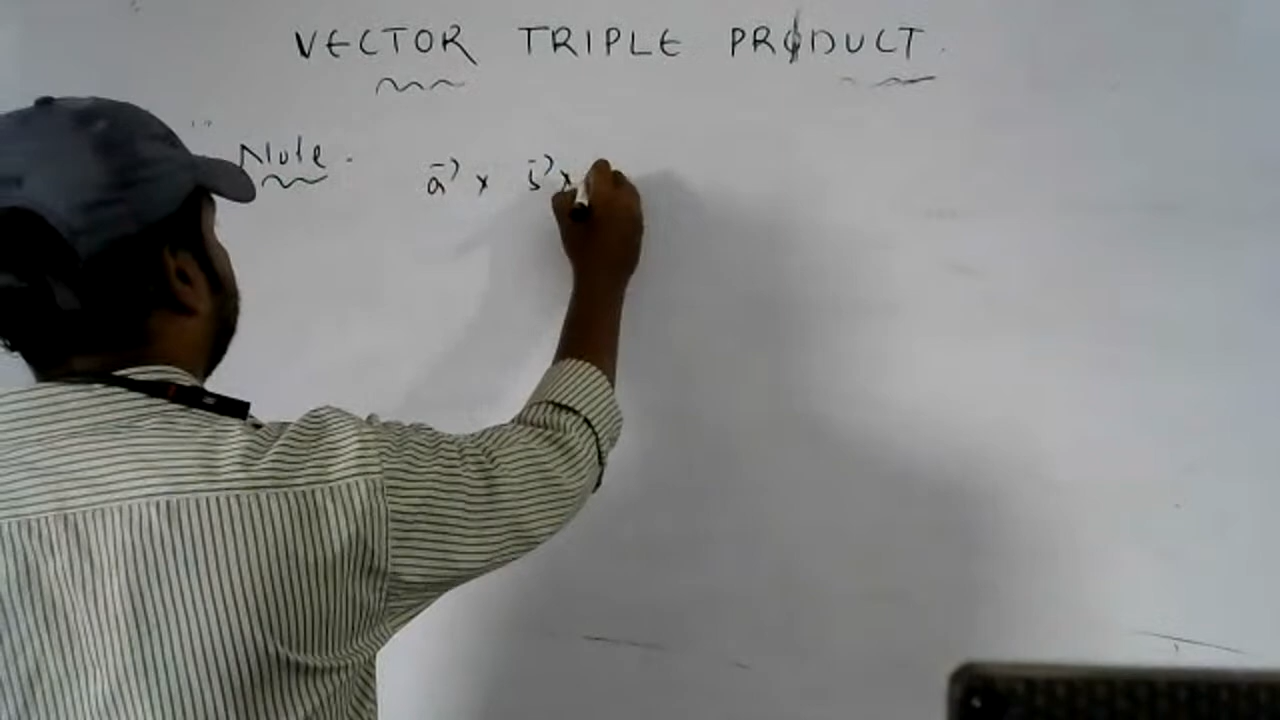 VECTOR TRIPLE PRODUCT
Note. a⃗ × b⃗ ×